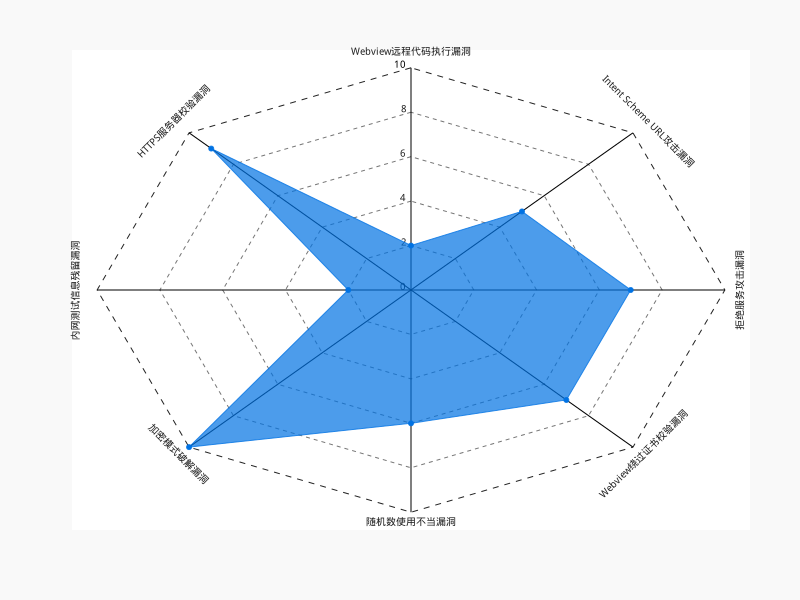 Webview远程代码执行漏洞
10
HTTPS服务器校验漏洞
Intent Scheme URL攻击漏洞
8
6
4
2
0
内网测试信息残留漏洞
拒绝服务攻击漏洞
加密模式破解漏洞
Webview绕过证书校验漏洞
随机数使用不当漏洞